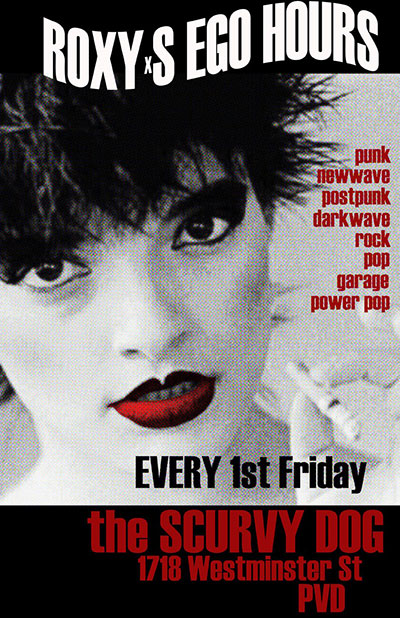 ROXY xS EGO HOURS
punk
newwave
postpunk
darkwave
rock
pop
garage
power pop
EVERY 1st Friday
the SCURVY DOG
1718 Westminster St
PVD